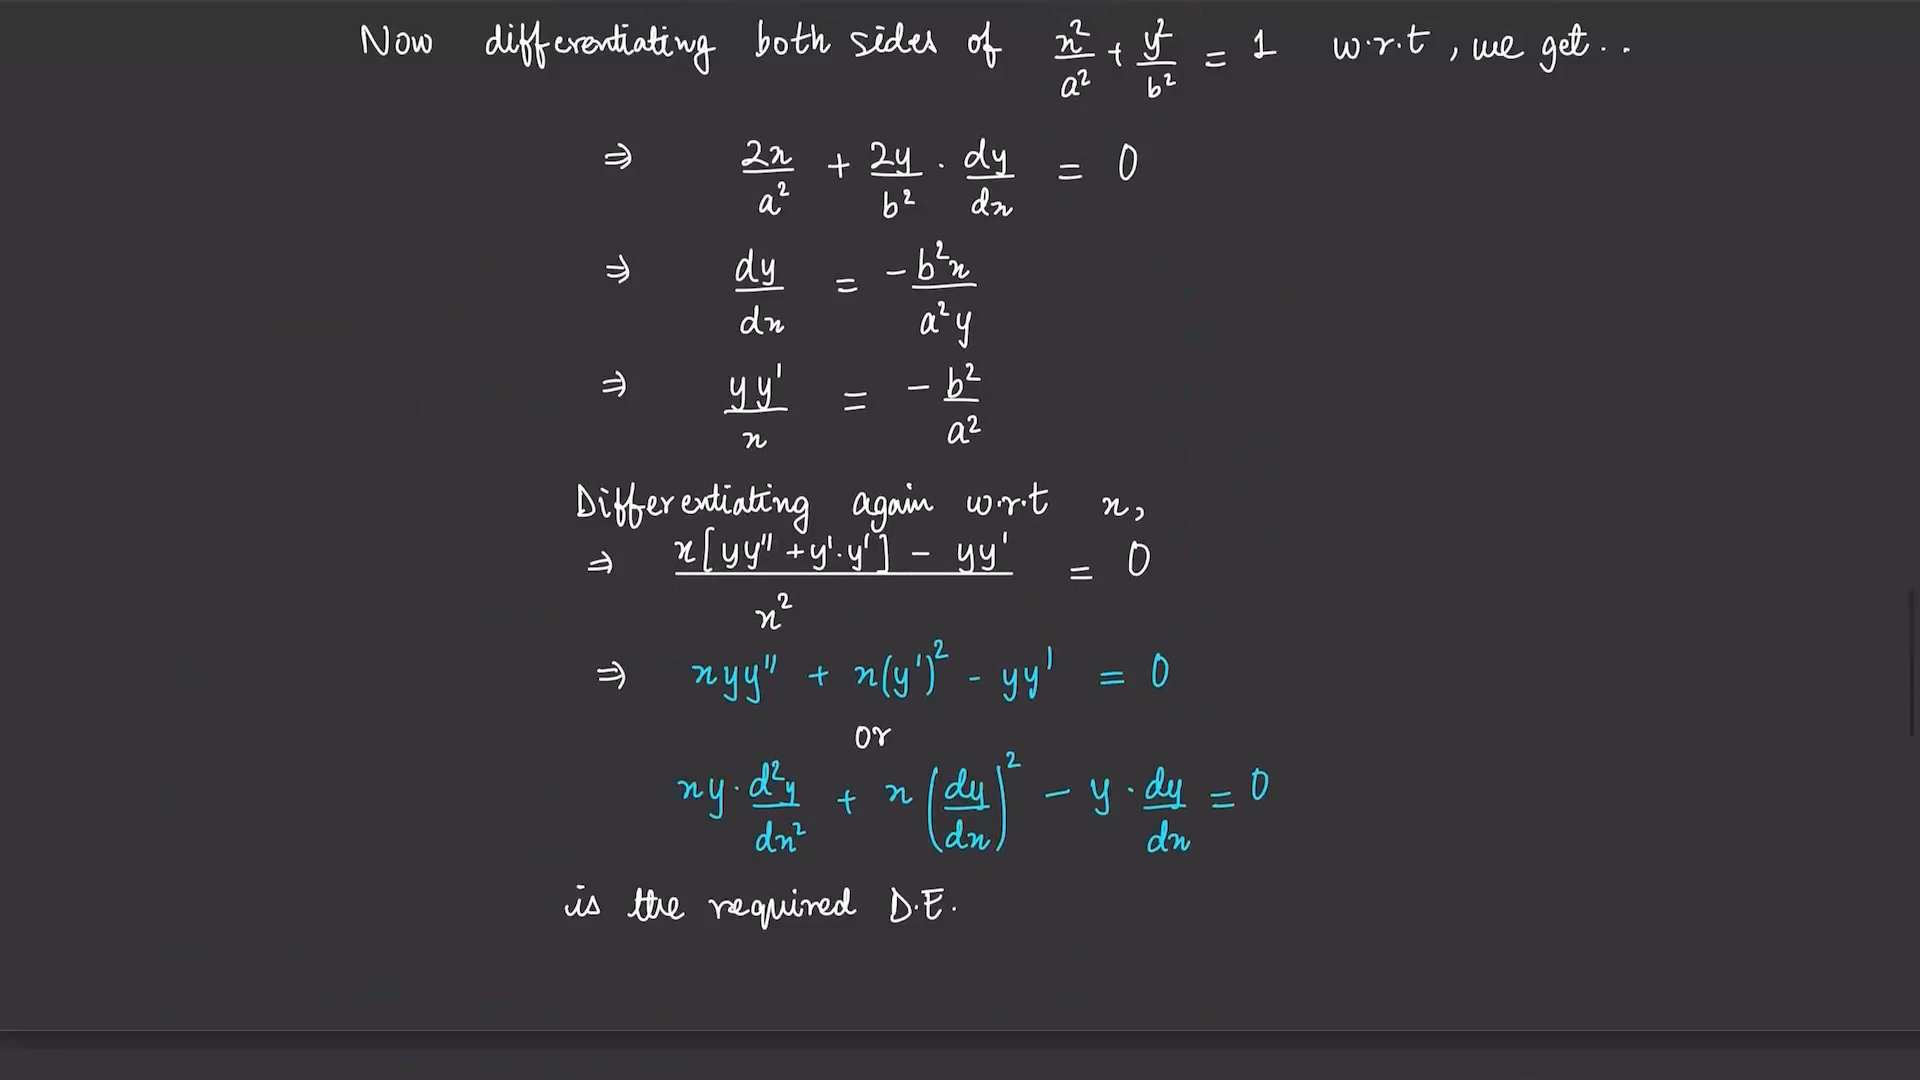 Now differentiating both sides of x²/a² + y²/b² = 1 w.r.t , we get..
⇒ 2x/a² + 2y/b² · dy/dx = 0
⇒ dy/dx = -b²x/a²y
⇒ yy'/x = -b²/a²
Differentiating again w.r.t x,
⇒ x[yy'' + y'·y'] - yy' / x² = 0
⇒ xyy'' + x(y')² - yy' = 0
or
xy · d²y/dx² + x(dy/dx)² - y · dy/dx = 0
is the required D.E.